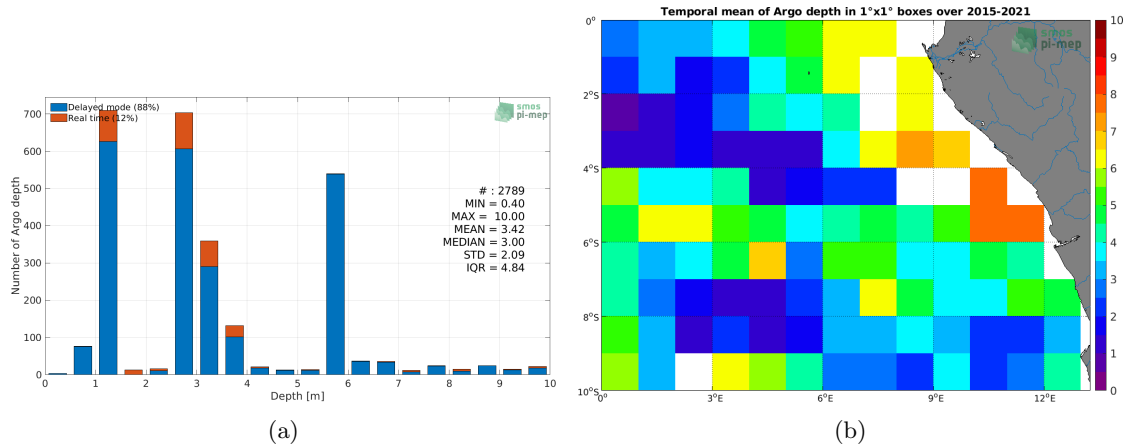 Delayed mode (88%)
Real time (12%)
smos
pi-mep
# : 2789
MIN = 0.40
MAX = 10.00
MEAN = 3.42
MEDIAN = 3.00
STD = 2.09
IQR = 4.84
Number of Argo depth
700
600
500
400
300
200
100
0
0 1 2 3 4 5 6 7 8 9 10
Depth [m]
(a)
Temporal mean of Argo depth in 1°x1° boxes over 2015-2021
smos
pi-mep
0°
2°S
4°S
6°S
8°S
10°S
0° 3°E 6°E 9°E 12°E
10
9
8
7
6
5
4
3
2
1
0
(b)